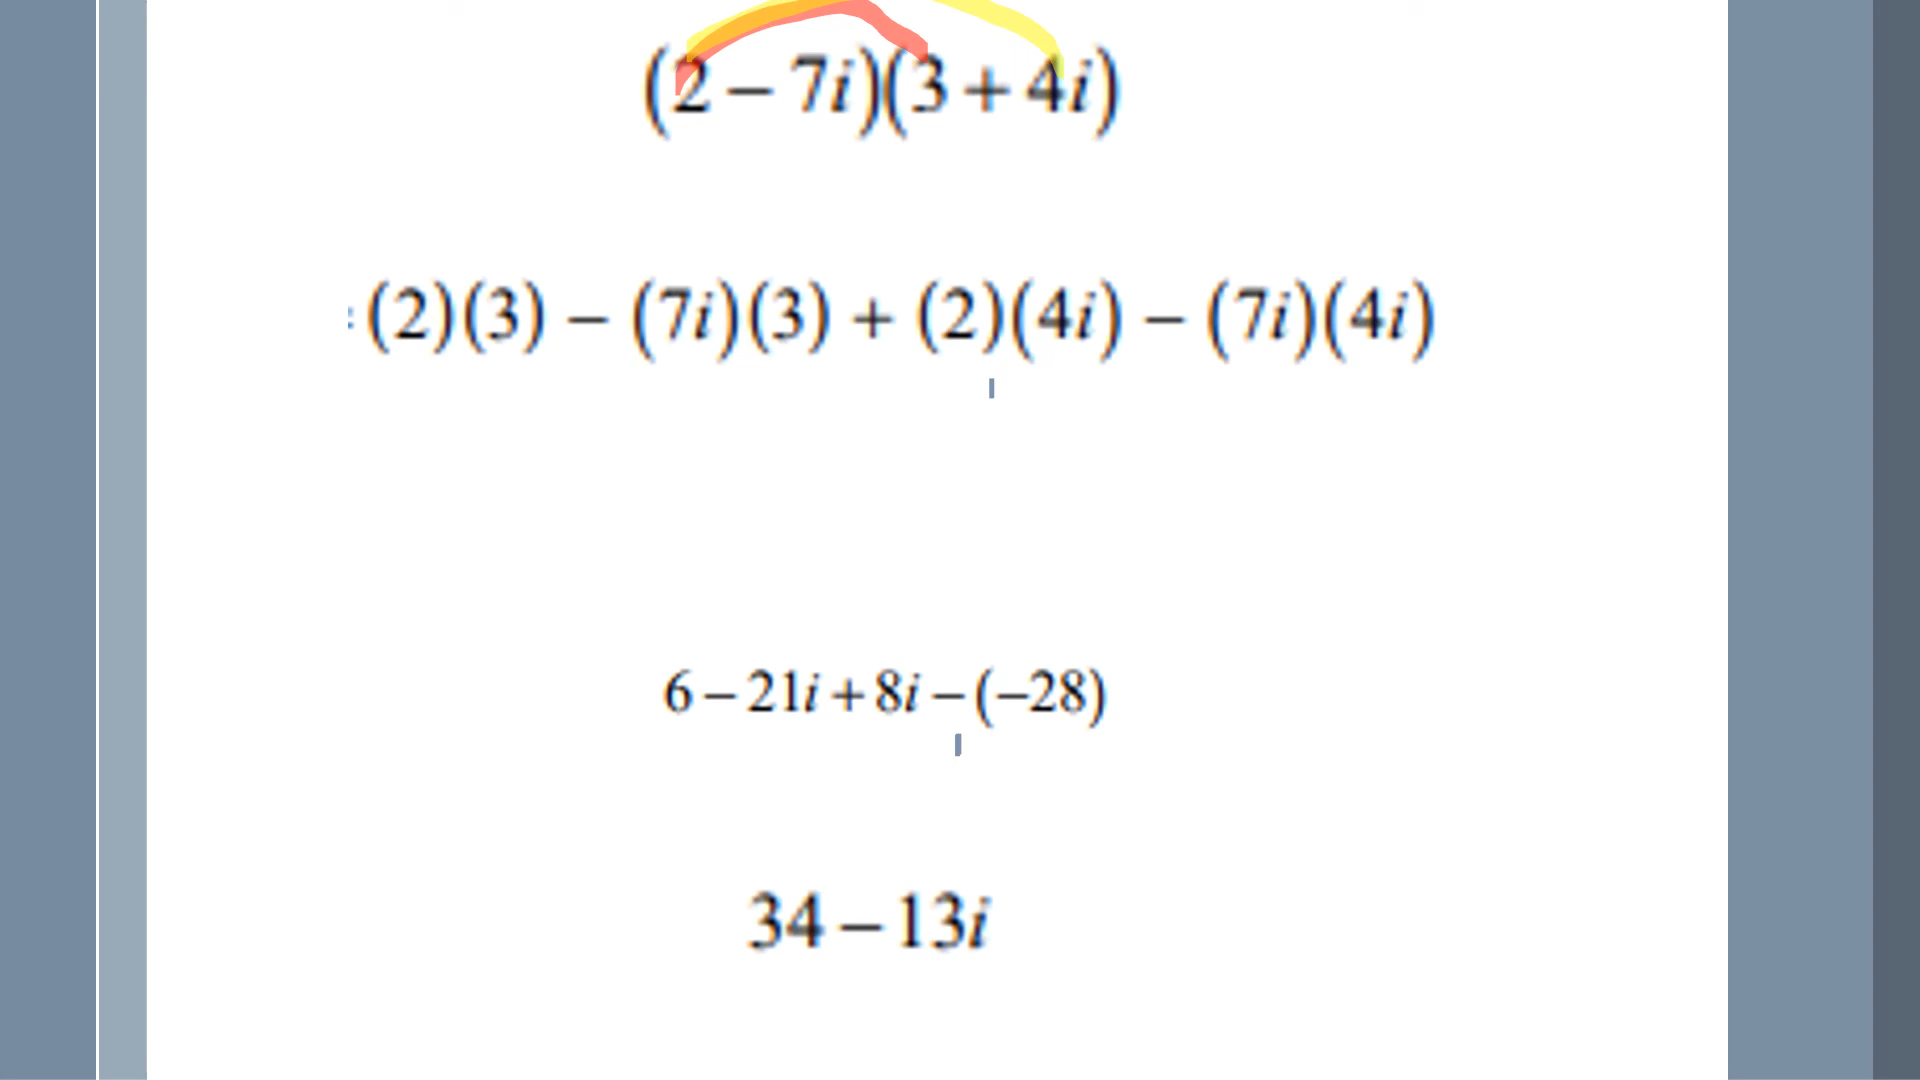 (2 – 7i)(3 + 4i)
= (2)(3) – (7i)(3) + (2)(4i) – (7i)(4i)
6 – 21i + 8i – (–28)
34 – 13i